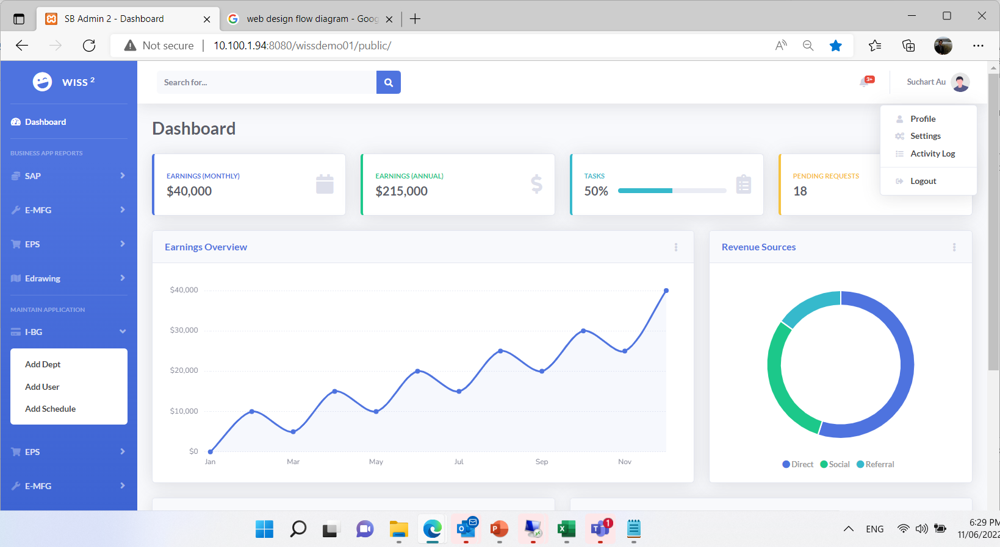 SB Admin 2 - Dashboard
web design flow diagram - Goog
Not secure
10.100.1.94:8080/wissdemo01/public/
WISS 2
Search for...
3+
Suchart Au
Dashboard
BUSINESS APP REPORTS
SAP
E-MFG
EPS
Edrawing
MAINTAIN APPLICATION
I-BG
Add Dept
Add User
Add Schedule
EPS
E-MFG
Profile
Settings
Activity Log
Logout
Dashboard
EARNINGS (MONTHLY)
$40,000
EARNINGS (ANNUAL)
$215,000
TASKS
50%
PENDING REQUESTS
18
Earnings Overview
$40,000
$30,000
$20,000
$10,000
$0
Jan Mar May Jul Sep Nov
Revenue Sources
Direct Social Referral
1
ENG
6:29 PM
11/06/2022